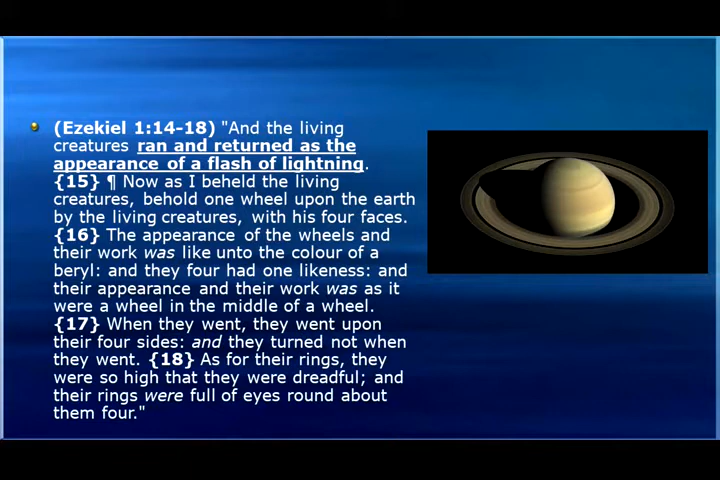 (Ezekiel 1:14-18) "And the living
creatures ran and returned as the
appearance of a flash of lightning.
{15} ¶ Now as I beheld the living
creatures, behold one wheel upon the earth
by the living creatures, with his four faces.
{16} The appearance of the wheels and
their work was like unto the colour of a
beryl: and they four had one likeness: and
their appearance and their work was as it
were a wheel in the middle of a wheel.
{17} When they went, they went upon
their four sides: and they turned not when
they went. {18} As for their rings, they
were so high that they were dreadful; and
their rings were full of eyes round about
them four."